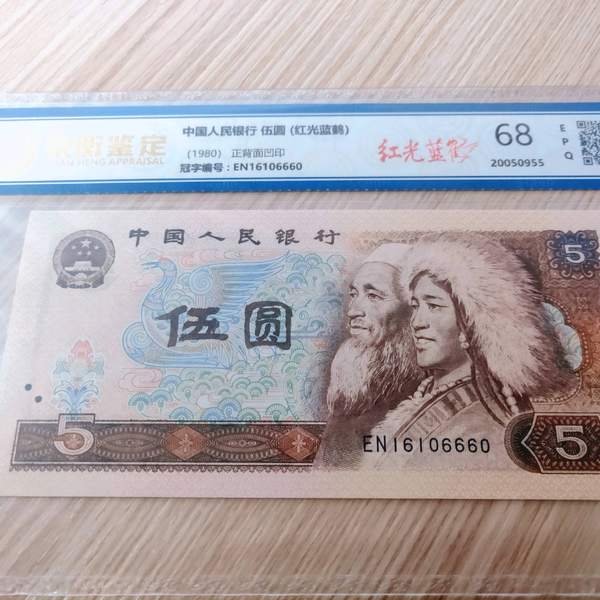 鉴定
HENG APPRAISAL
中国人民银行 伍圆 (红光蓝鹤)
(1980) 正背面凹印
冠字编号:EN16106660
红光蓝鹤
68
20050955
EPQ
中国人民银行
伍圆
5
5
EN16106660
5